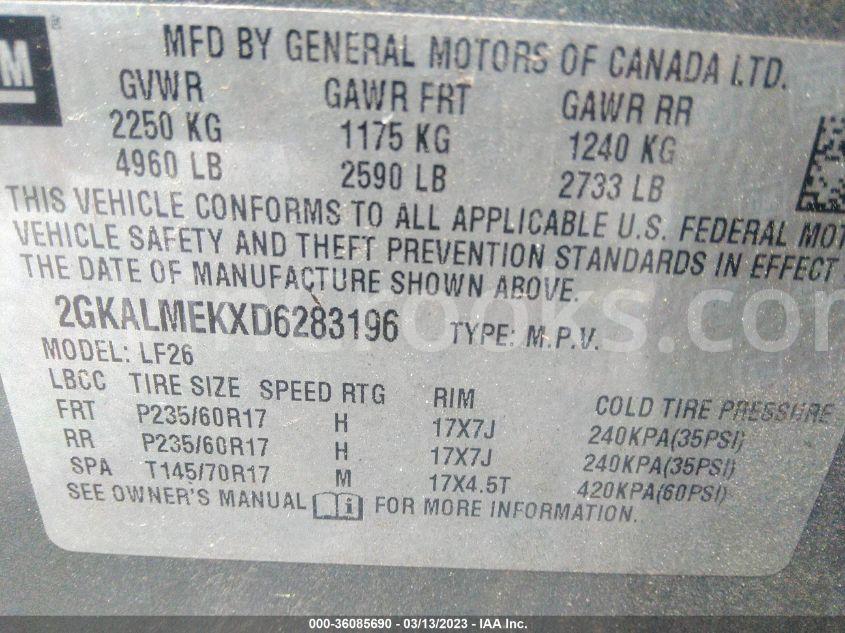 GM
MFD BY GENERAL MOTORS OF CANADA LTD.
GVWR GAWR FRT GAWR RR
2250 KG 1175 KG 1240 KG
4960 LB 2590 LB 2733 LB
THIS VEHICLE CONFORMS TO ALL APPLICABLE U.S. FEDERAL MOT
VEHICLE SAFETY AND THEFT PREVENTION STANDARDS IN EFFECT
THE DATE OF MANUFACTURE SHOWN ABOVE.
2GKALMEKXD6283196 TYPE: M.P.V.
MODEL: LF26
LBCC TIRE SIZE SPEED RTG RIM COLD TIRE PRESSURE
FRT P235/60R17 H 17X7J 240KPA(35PSI)
RR P235/60R17 H 17X7J 240KPA(35PSI)
SPA T145/70R17 M 17X4.5T 420KPA(60PSI)
SEE OWNER'S MANUAL FOR MORE INFORMATION.
000-36085690 - 03/13/2023 - IAA Inc.